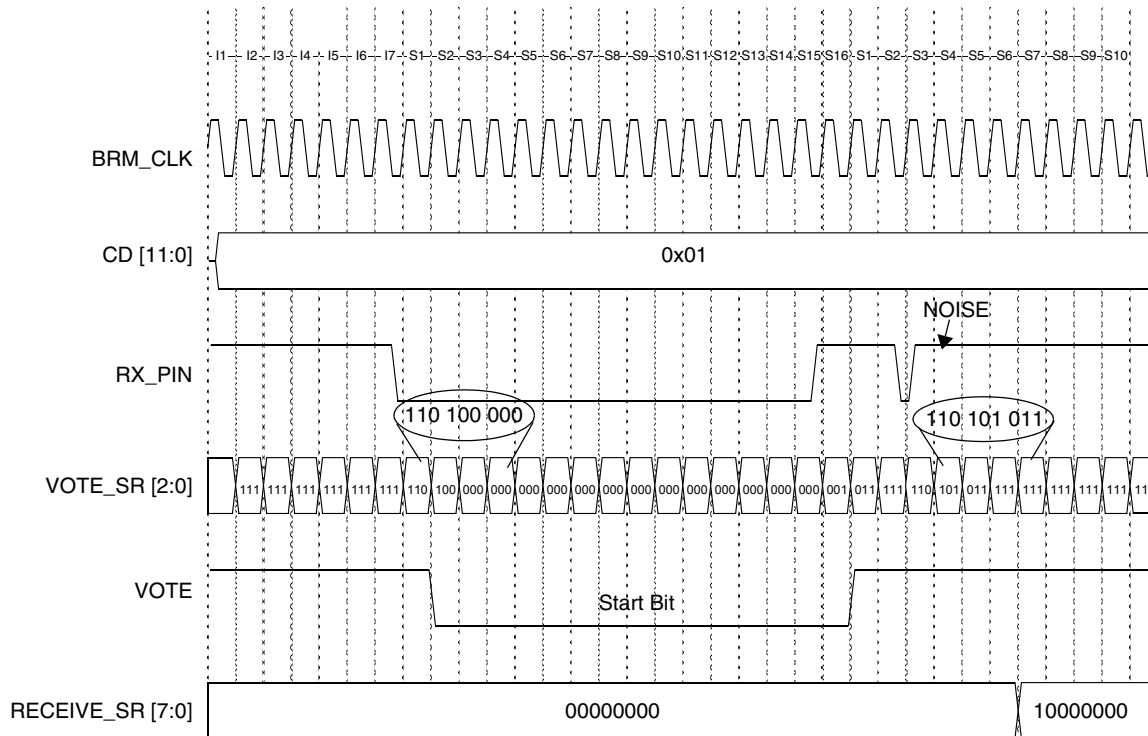 I1 I2 I3 I4 I5 I6 I7 S1 S2 S3 S4 S5 S6 S7 S8 S9 S10 S11 S12 S13 S14 S15 S16 S1 S2 S3 S4 S5 S6 S7 S8 S9 S10
BRM_CLK
CD [11:0] 0x01
NOISE
RX_PIN
110 100 000 110 101 011
VOTE_SR [2:0] 111 111 111 111 111 111 110 100 000 000 000 000 000 000 000 000 000 000 000 000 000 001 011 111 110 101 011 111 111 111 111 111 11
VOTE
Start Bit
RECEIVE_SR [7:0] 00000000 10000000